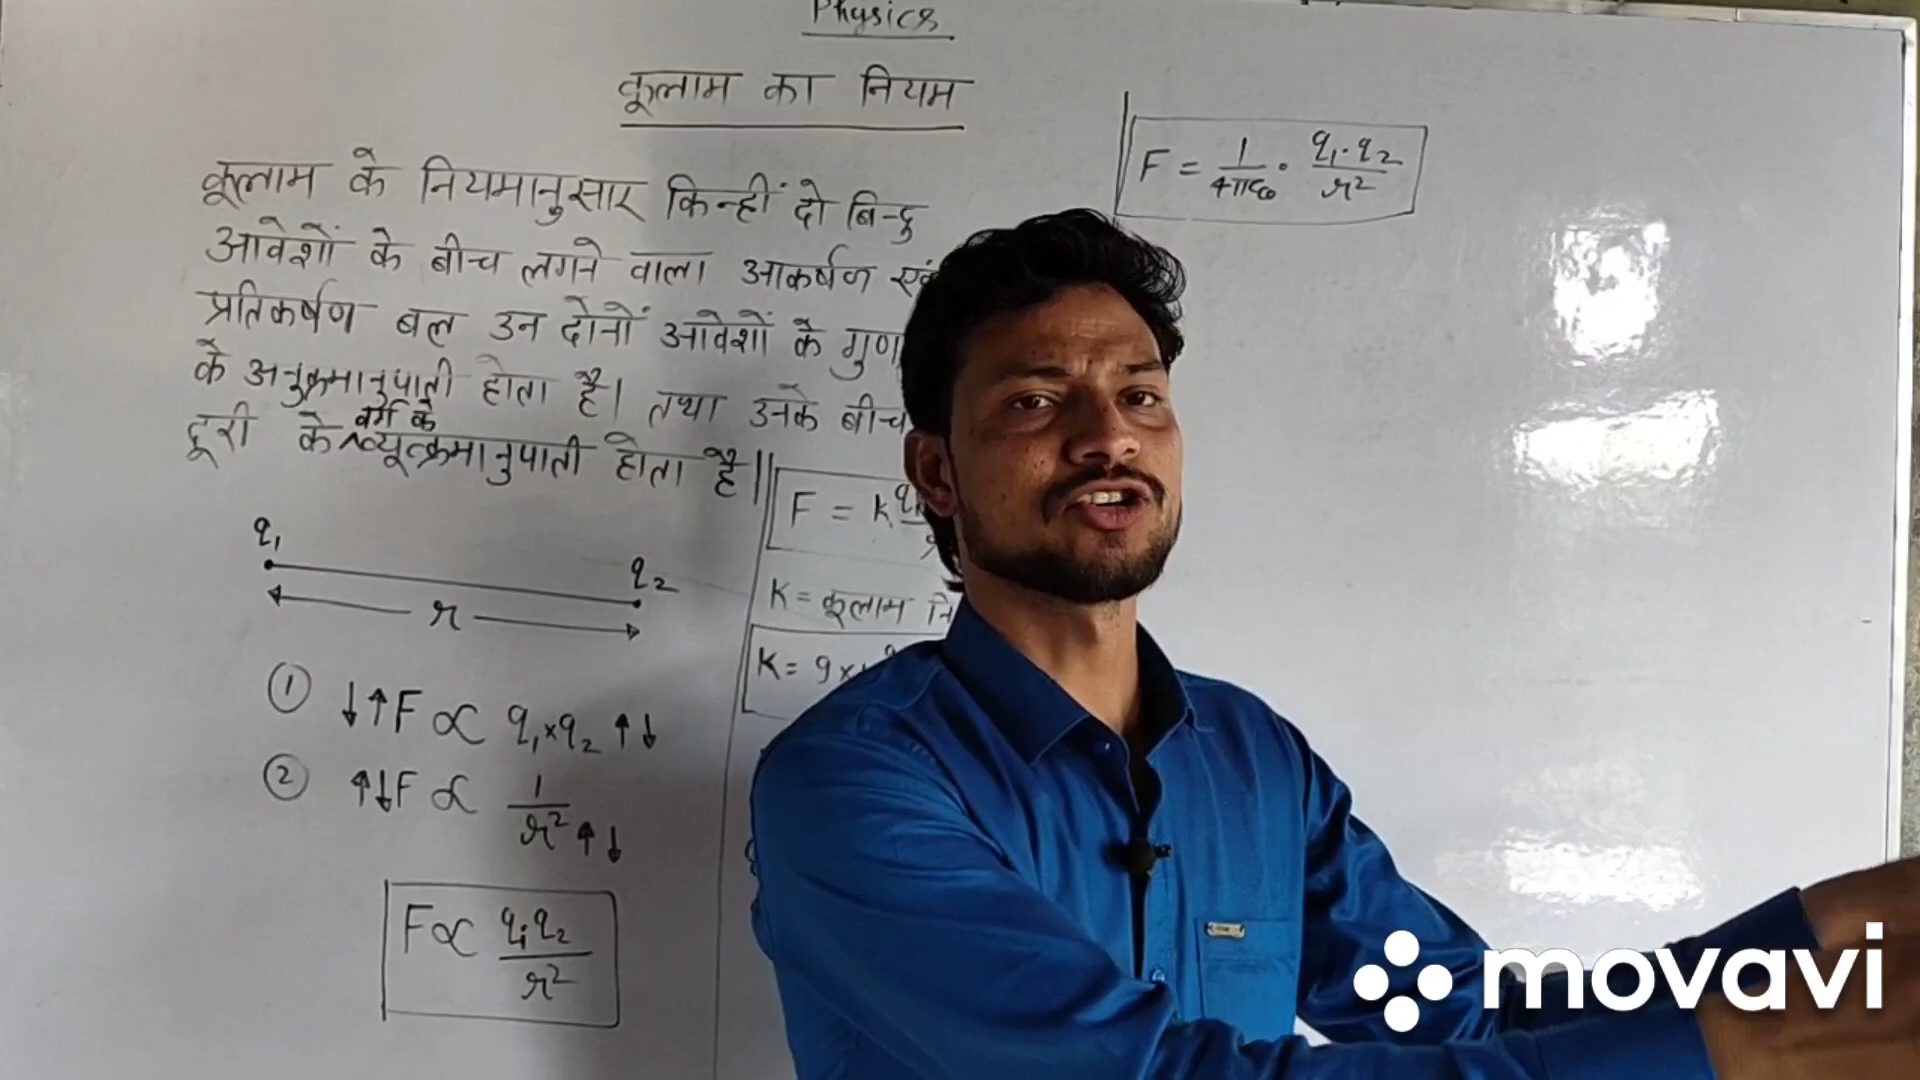 Physics
कूलाम का नियम
कूलाम के नियमानुसार किन्हीं दो बिन्दु
आवेशों के बीच लगने वाला आकर्षण एवं
प्रतिकर्षण बल उन दोनों आवेशों के गुण
के अनुक्रमानुपाती होता है। तथा उनके बीच
दूरी के वर्ग के व्यूत्क्रमानुपाती होता है।
q₁
q₂
r
① ↓↑F ∝ q₁×q₂ ↑↓
② ↑↓F ∝ 1/r² ↑↓
F ∝ q₁q₂/r²
F = K
K = कूलाम नि
K = 9×
F = 1/4πε₀ · q₁·q₂/r²
movavi